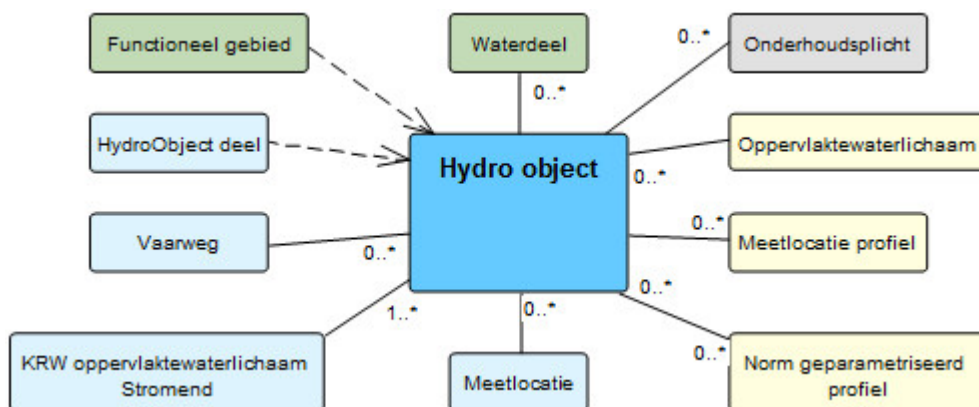 Functioneel gebied
Waterdeel
0..*
Onderhoudsplicht
0..*
HydroObject deel
Hydro object
Oppervlaktewaterlichaam
0..*
Vaarweg
0..*
0..*
Meetlocatie profiel
1..*
0..*
0..*
KRW oppervlaktewaterlichaam
Stromend
Meetlocatie
0..*
Norm geparametriseerd
profiel